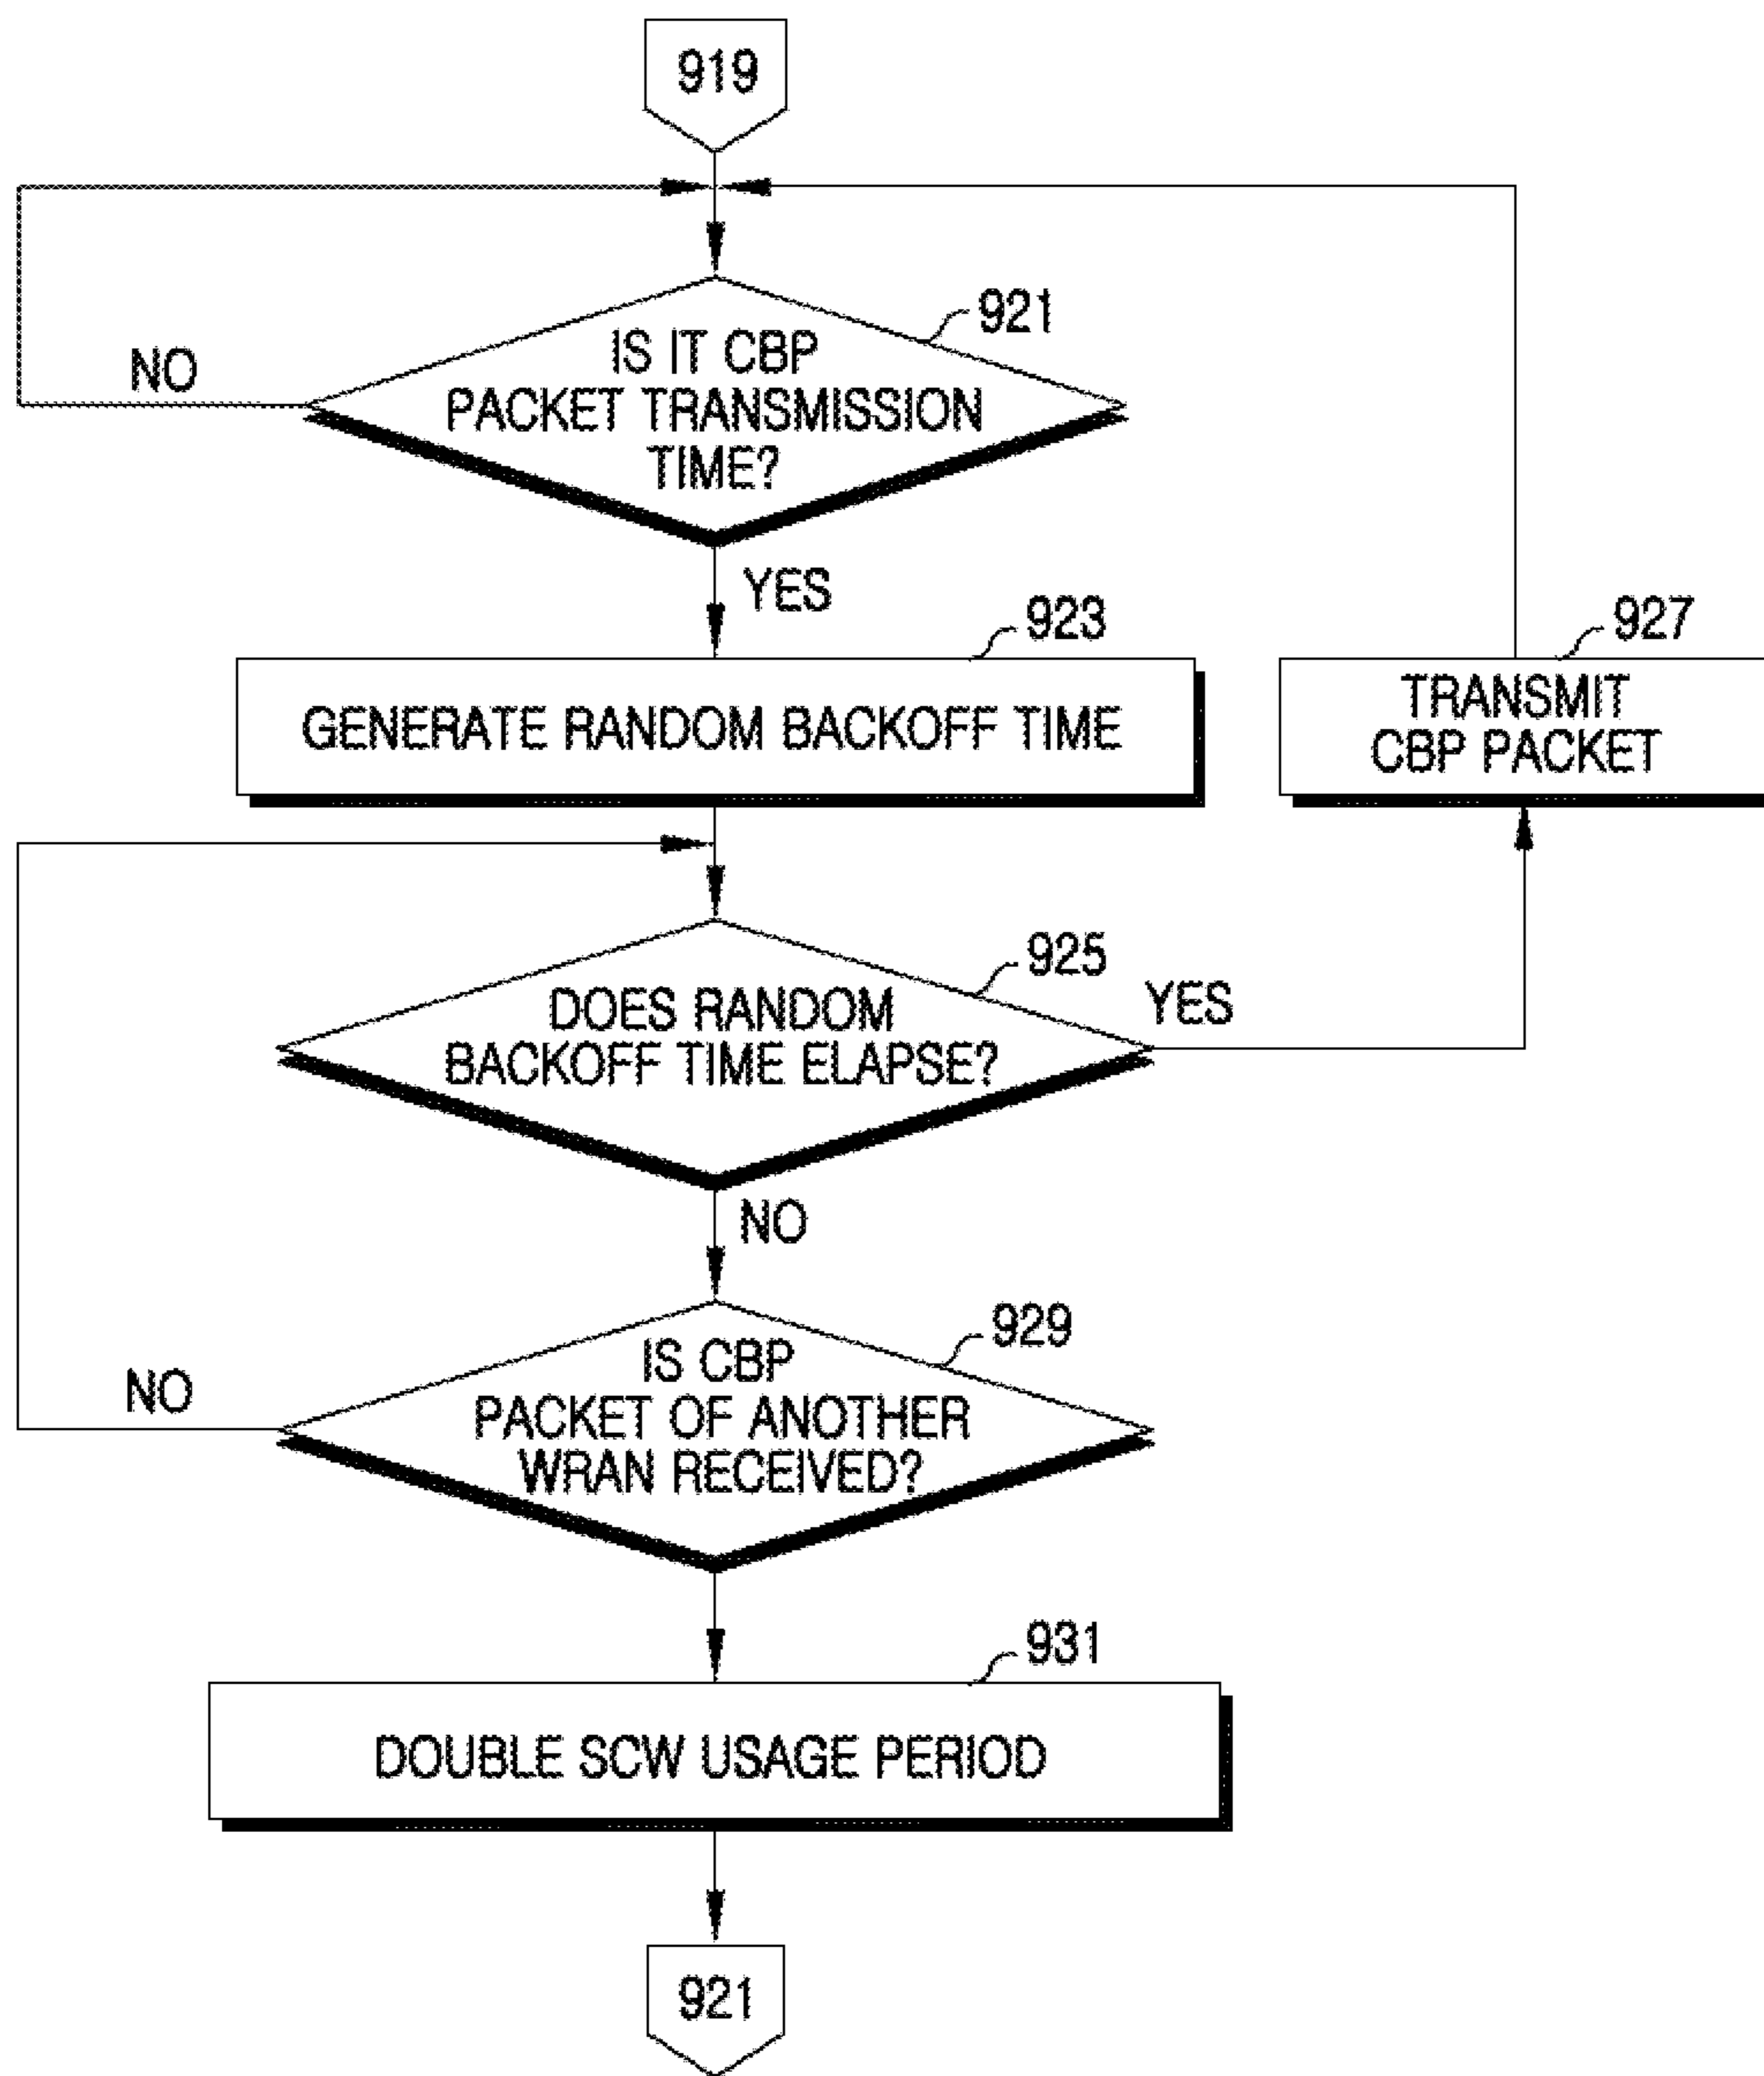 919
921
IS IT CBP
PACKET TRANSMISSION
TIME?
NO
YES
923
GENERATE RANDOM BACKOFF TIME
927
TRANSMIT
CBP PACKET
925
DOES RANDOM
BACKOFF TIME ELAPSE?
YES
NO
929
IS CBP
PACKET OF ANOTHER
WRAN RECEIVED?
NO
931
DOUBLE SCW USAGE PERIOD
921